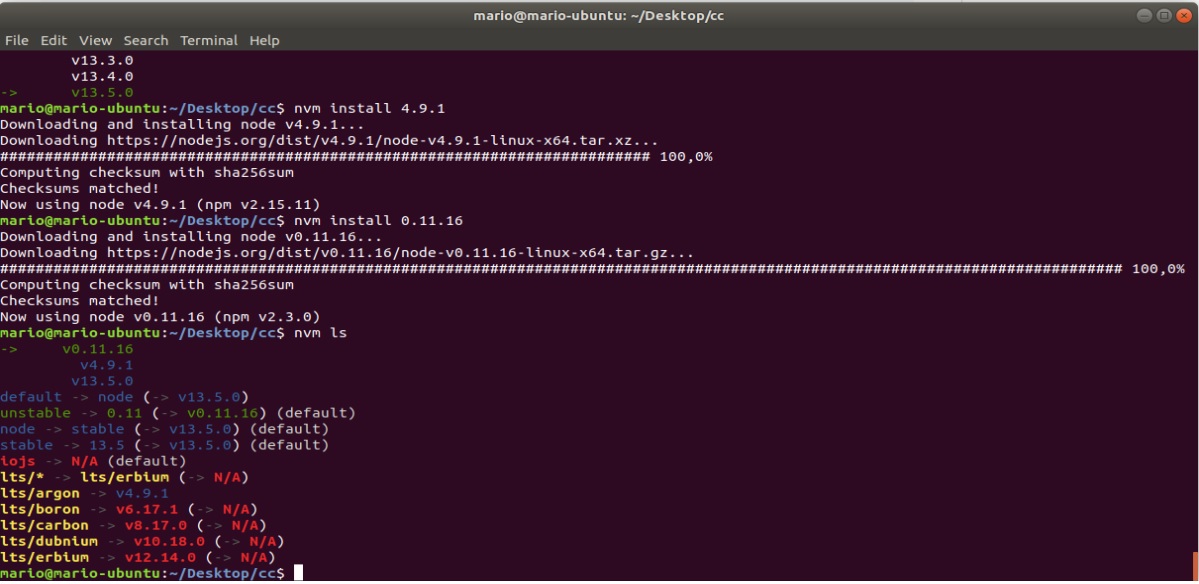 mario@mario-ubuntu: ~/Desktop/cc
File Edit View Search Terminal Help
v13.3.0
v13.4.0
-> v13.5.0
mario@mario-ubuntu:~/Desktop/cc$ nvm install 4.9.1
Downloading and installing node v4.9.1...
Downloading https://nodejs.org/dist/v4.9.1/node-v4.9.1-linux-x64.tar.xz...
######################################################################## 100,0%
Computing checksum with sha256sum
Checksums matched!
Now using node v4.9.1 (npm v2.15.11)
mario@mario-ubuntu:~/Desktop/cc$ nvm install 0.11.16
Downloading and installing node v0.11.16...
Downloading https://nodejs.org/dist/v0.11.16/node-v0.11.16-linux-x64.tar.gz...
############################################################################################################################# 100,0%
Computing checksum with sha256sum
Checksums matched!
Now using node v0.11.16 (npm v2.3.0)
mario@mario-ubuntu:~/Desktop/cc$ nvm ls
-> v0.11.16
v4.9.1
v13.5.0
default -> node (-> v13.5.0)
unstable -> 0.11 (-> v0.11.16) (default)
node -> stable (-> v13.5.0) (default)
stable -> 13.5 (-> v13.5.0) (default)
iojs -> N/A (default)
lts/* -> lts/erbium (-> N/A)
lts/argon -> v4.9.1
lts/boron -> v6.17.1 (-> N/A)
lts/carbon -> v8.17.0 (-> N/A)
lts/dubnium -> v10.18.0 (-> N/A)
lts/erbium -> v12.14.0 (-> N/A)
mario@mario-ubuntu:~/Desktop/cc$